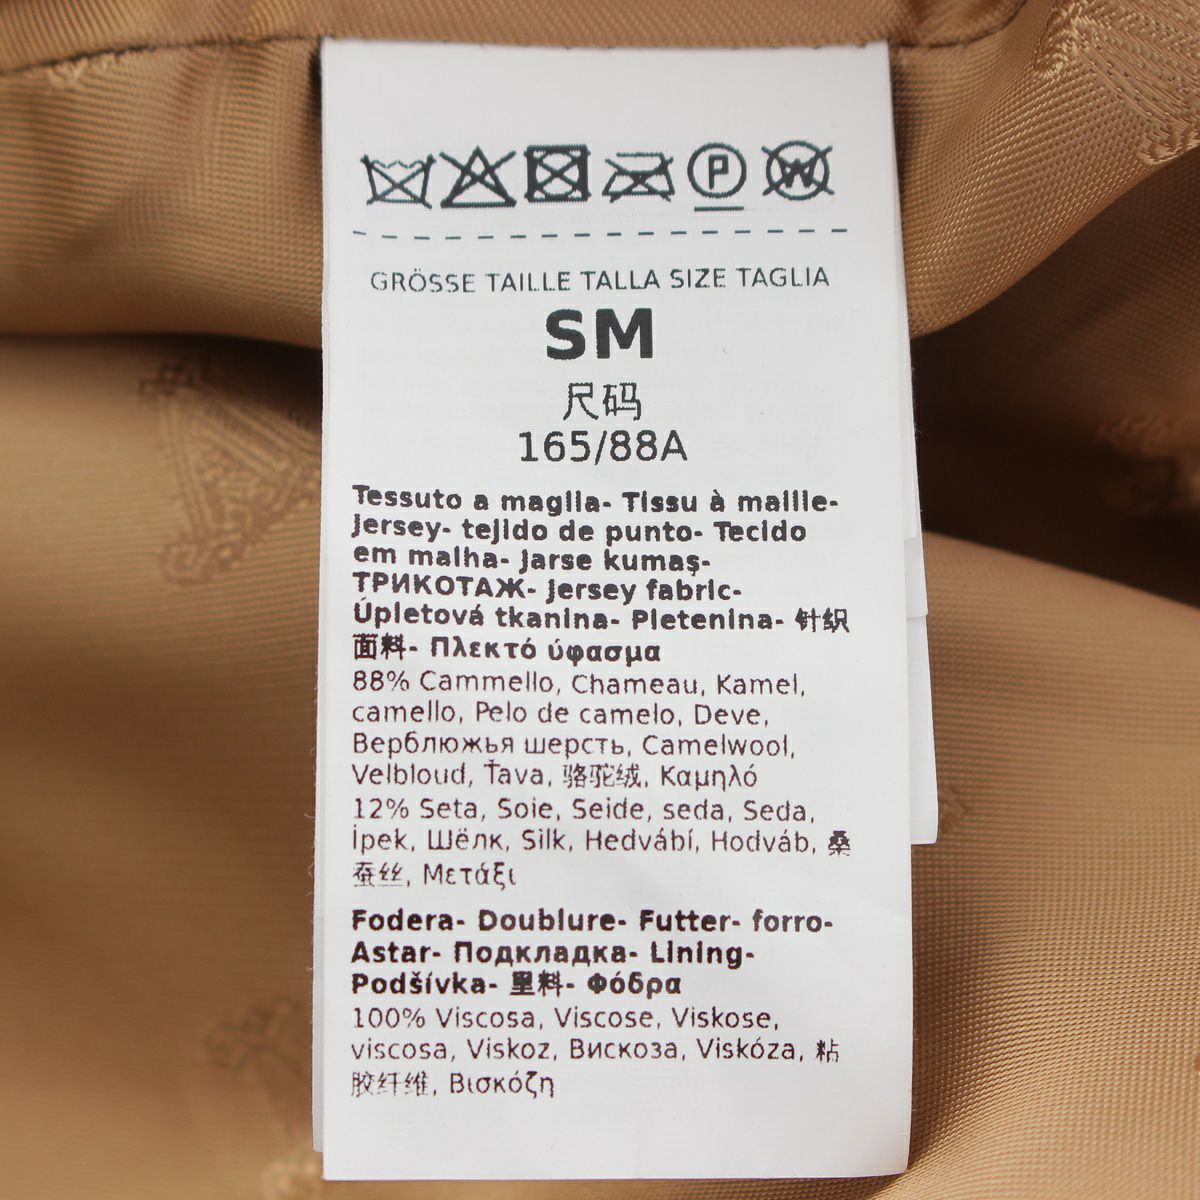 P W
GRÖSSE TAILLE TALLA SIZE TAGLIA
SM
尺码
165/88A
Tessuto a maglia- Tissu à maille-
Jersey- tejido de punto- Tecido
em malha- Jarse kumaş-
ТРИКОТАЖ- Jersey fabric-
Úpletová tkanina- Pletenina- 针织
面料- Πλεκτό ύφασμα
88% Cammello, Chameau, Kamel,
camello, Pelo de camelo, Deve,
Верблюжья шерсть, Camelwool,
Velbloud, Ťava, 骆驼绒, Καμηλό
12% Seta, Soie, Seide, seda, Seda,
İpek, Шёлк, Silk, Hedvábí, Hodváb, 桑
蚕丝, Μετάξι
Fodera- Doublure- Futter- forro-
Astar- Подкладка- Lining-
Podšívka- 里料- Φόδρα
100% Viscosa, Viscose, Viskose,
viscosa, Viskoz, Вискоза, Viskóza, 粘
胶纤维, Βισκόζη